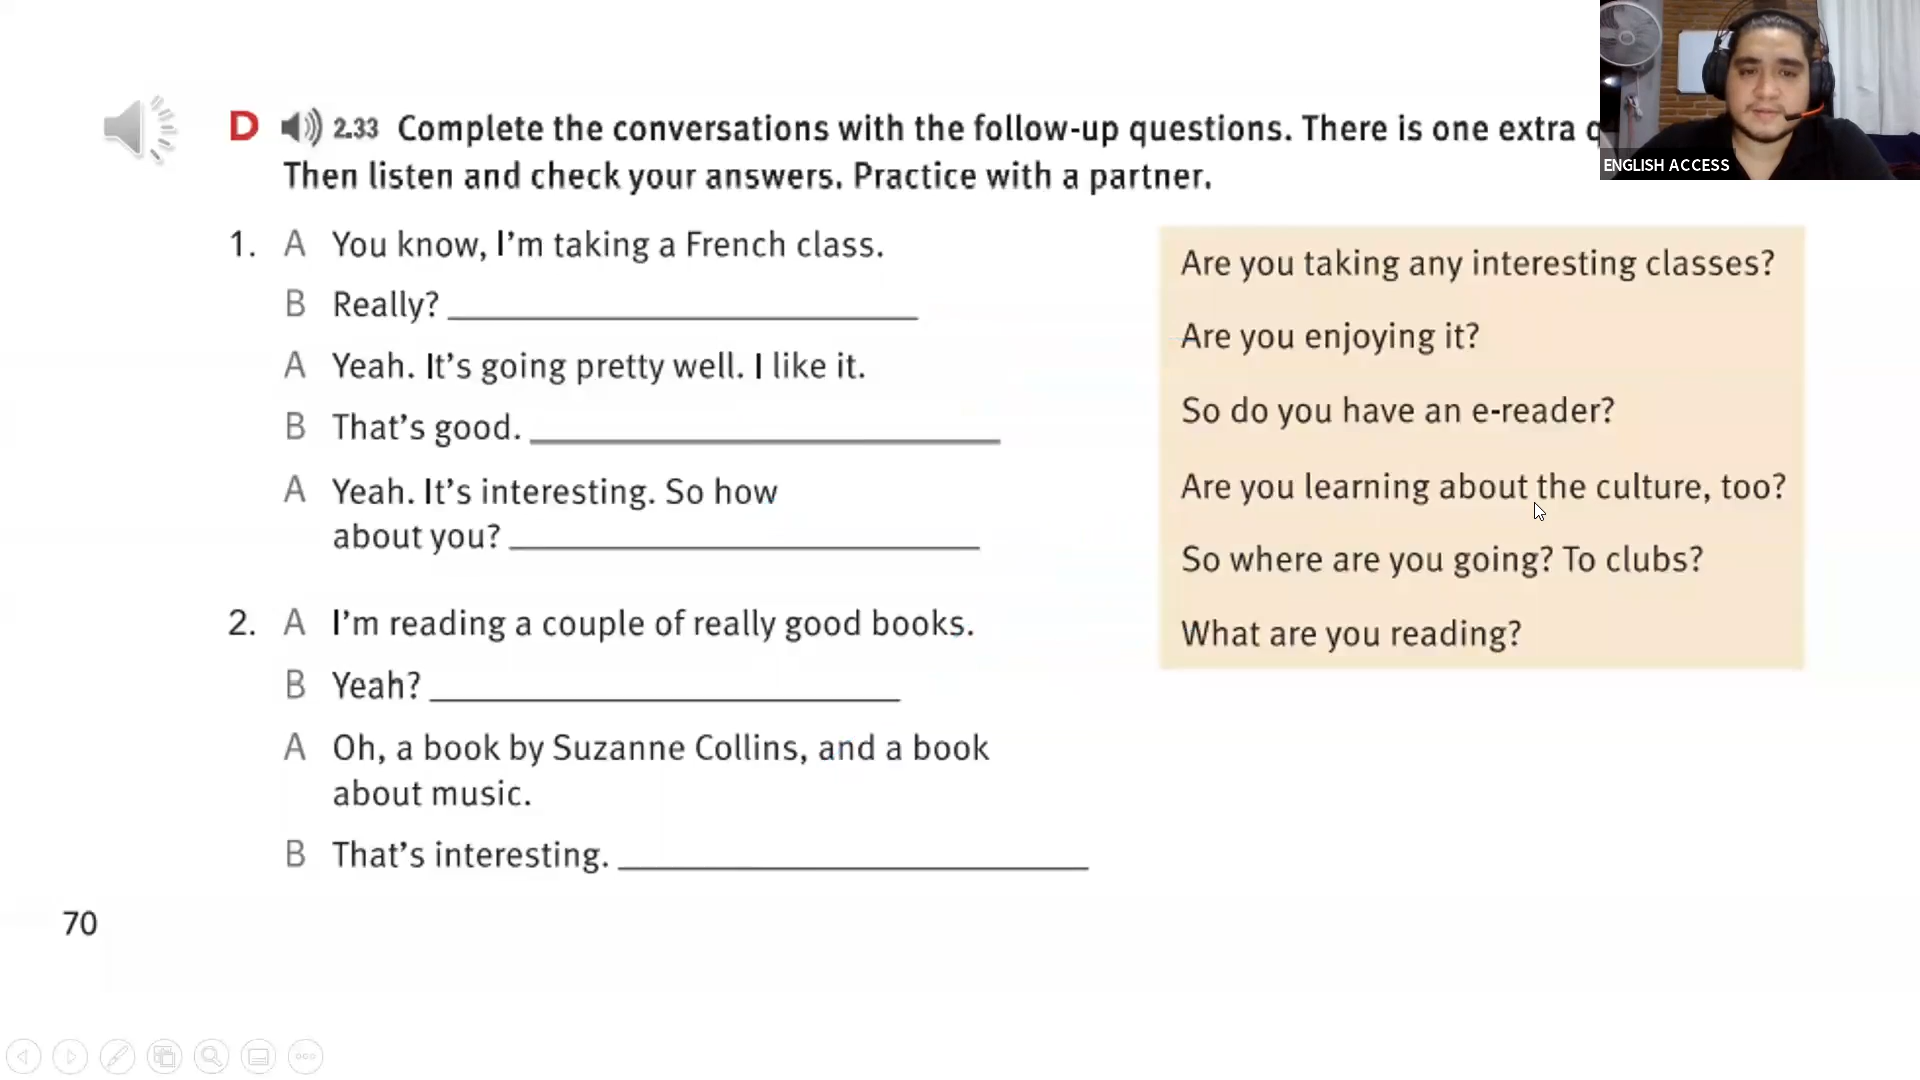 D 2.33 Complete the conversations with the follow-up questions. There is one extra
Then listen and check your answers. Practice with a partner.
1. A You know, I'm taking a French class.
B Really?
A Yeah. It's going pretty well. I like it.
B That's good.
A Yeah. It's interesting. So how
about you?
2. A I'm reading a couple of really good books.
B Yeah?
A Oh, a book by Suzanne Collins, and a book
about music.
B That's interesting.
70
Are you taking any interesting classes?
Are you enjoying it?
So do you have an e-reader?
Are you learning about the culture, too?
So where are you going? To clubs?
What are you reading?
ENGLISH ACCESS